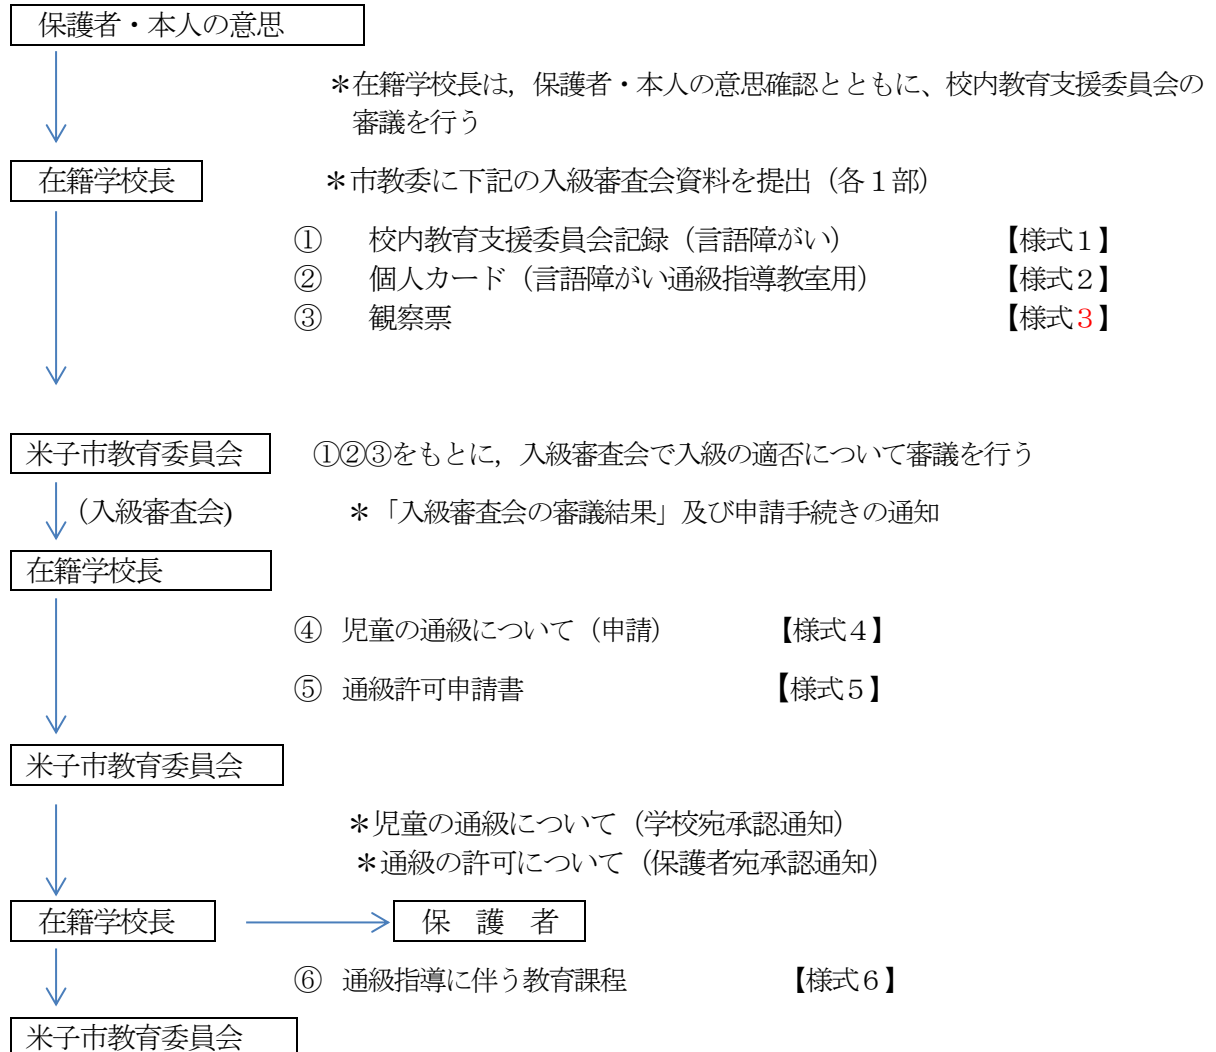 保護者・本人の意思
＊在籍学校長は，保護者・本人の意思確認とともに、校内教育支援委員会の
審議を行う
在籍学校長
＊市教委に下記の入級審査会資料を提出（各１部）
① 校内教育支援委員会記録（言語障がい） 【様式１】
② 個人カード（言語障がい通級指導教室用） 【様式２】
③ 観察票 【様式３】
米子市教育委員会 ①②③をもとに，入級審査会で入級の適否について審議を行う
（入級審査会) ＊「入級審査会の審議結果」及び申請手続きの通知
在籍学校長
④ 児童の通級について（申請） 【様式４】
⑤ 通級許可申請書 【様式５】
米子市教育委員会
＊児童の通級について（学校宛承認通知）
＊通級の許可について（保護者宛承認通知）
在籍学校長 保　護　者
⑥ 通級指導に伴う教育課程 【様式６】
米子市教育委員会